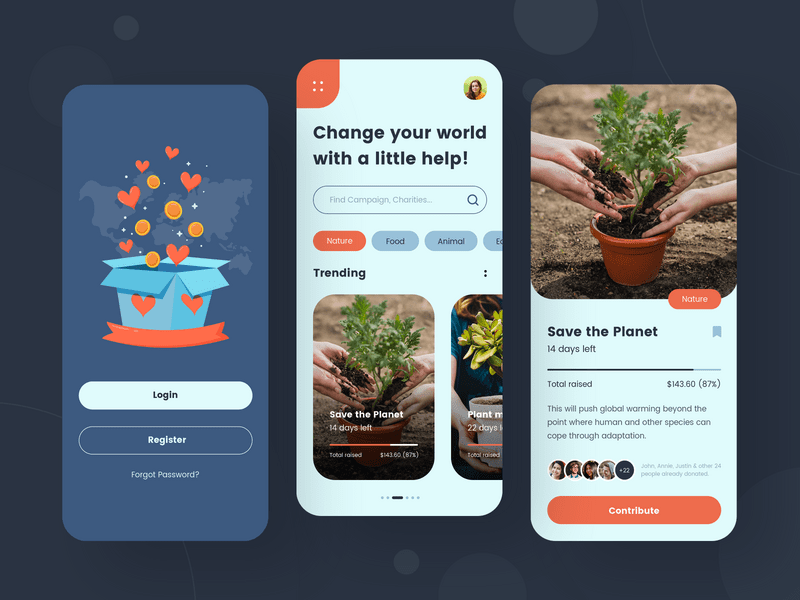 Login
Register
Forgot Password?
Change your world
with a little help!
Find Campaign, Charities...
Nature
Food
Animal
Trending
Save the Planet
14 days left
Total raised
$143.60 (87%)
Plant m
22 days l
Total raised
Nature
Save the Planet
14 days left
Total raised
$143.60 (87%)
This will push global warming beyond the
point where human and other species can
cope through adaptation.
+22
John, Annie, Justin & other 24
people already donated.
Contribute